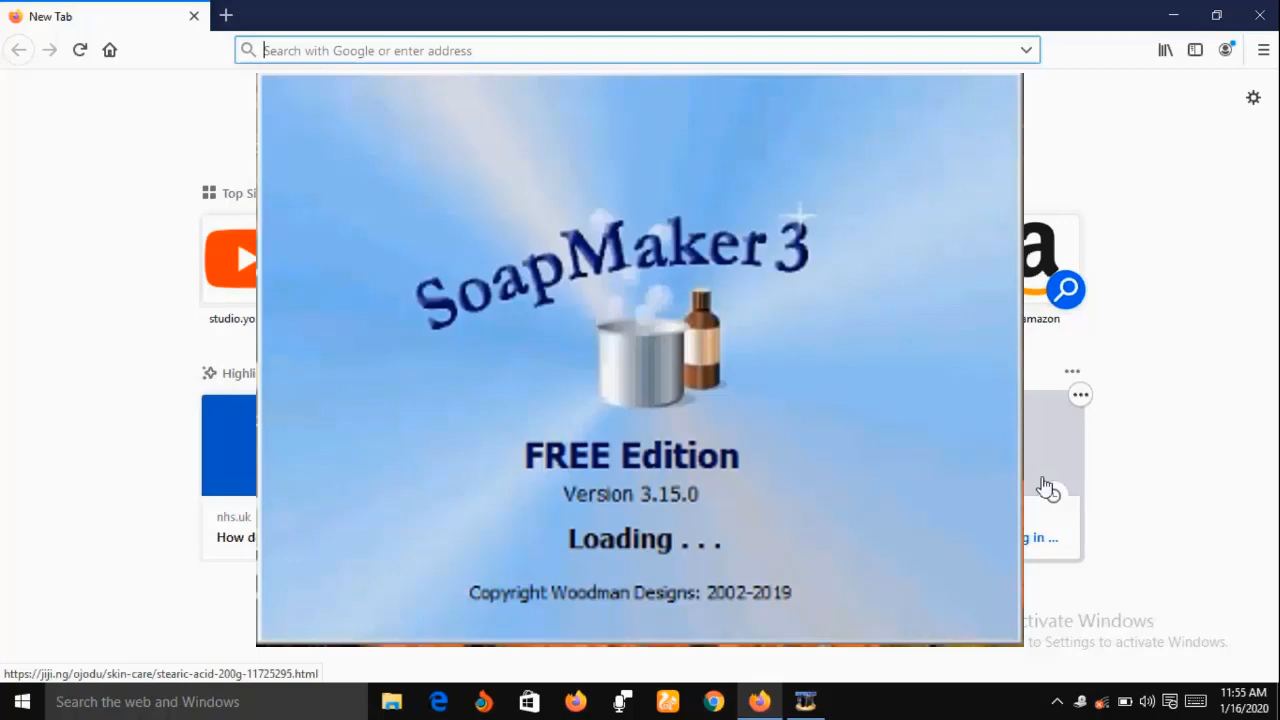 New Tab
Search with Google or enter address
Top Si
SoapMaker 3
studio.yo
amazon
Highli
FREE Edition
Version 3.15.0
nhs.uk
How d
Loading . . .
g in ...
Copyright Woodman Designs: 2002-2019
ctivate Windows
to Settings to activate Windows.
https://jiji.ng/ojodu/skin-care/stearic-acid-200g-11725295.html
Search the web and Windows
11:55 AM
1/16/2020